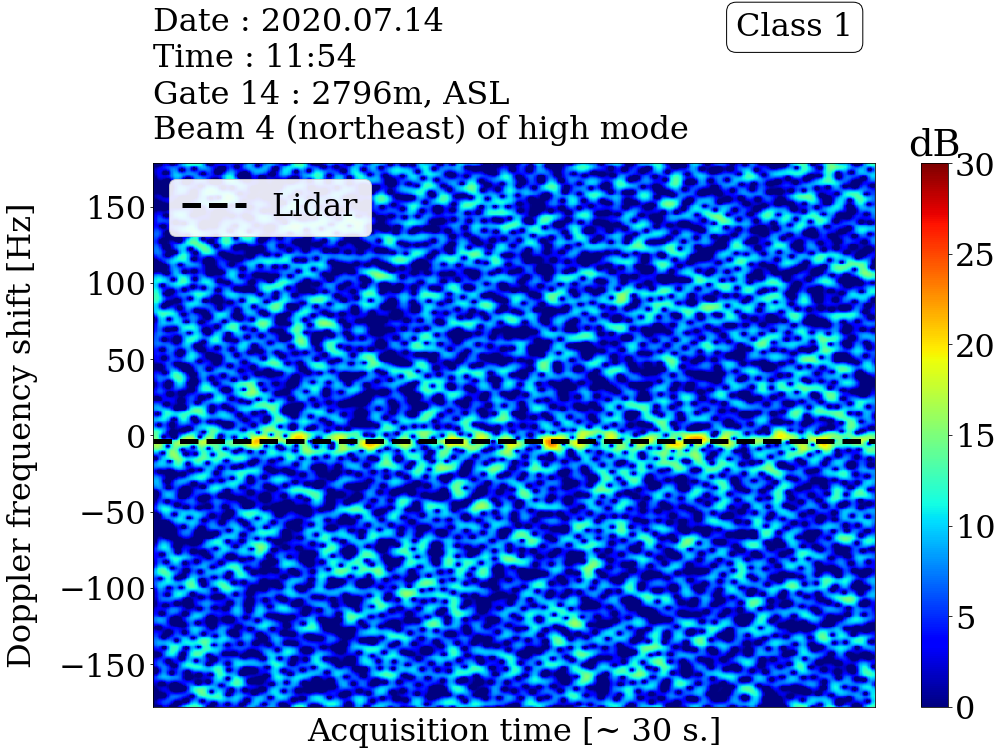 Date : 2020.07.14
Time : 11:54
Gate 14 : 2796m, ASL
Beam 4 (northeast) of high mode
Class 1
dB
30
25
20
15
10
5
0
Lidar
Doppler frequency shift [Hz]
150
100
50
0
−50
−100
−150
Acquisition time [~ 30 s.]